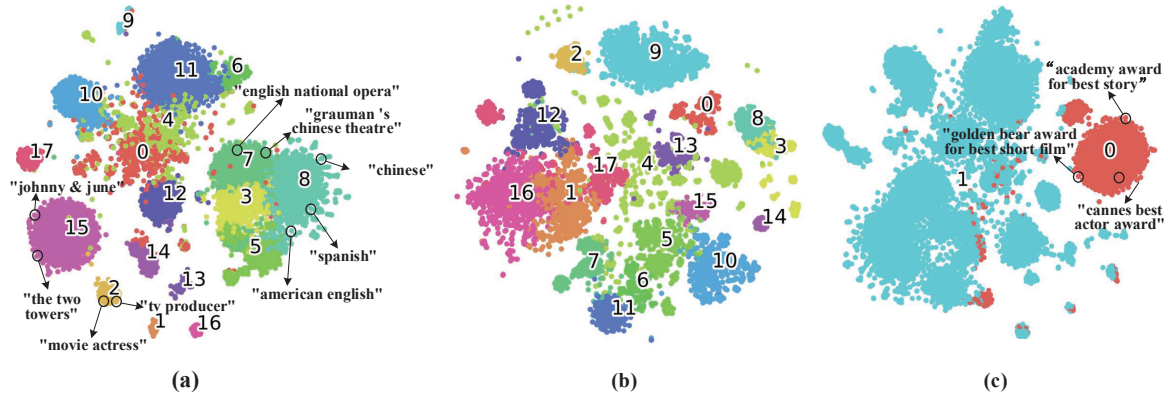 9
11
6
10
"english national opera"
"grauman 's
chinese theatre"
4
17
0
7
"chinese"
"johnny & june"
8
12
3
15
5
"spanish"
14
13
"american english"
2
"the two
towers"
"tv producer"
1
16
"movie actress"
(a)
2
9
12
0
8
13
3
4
17
16
1
15
14
5
7
10
6
11
(b)
“academy award
for best story”
"golden bear award
for best short film"
0
1
"cannes best
actor award"
(c)